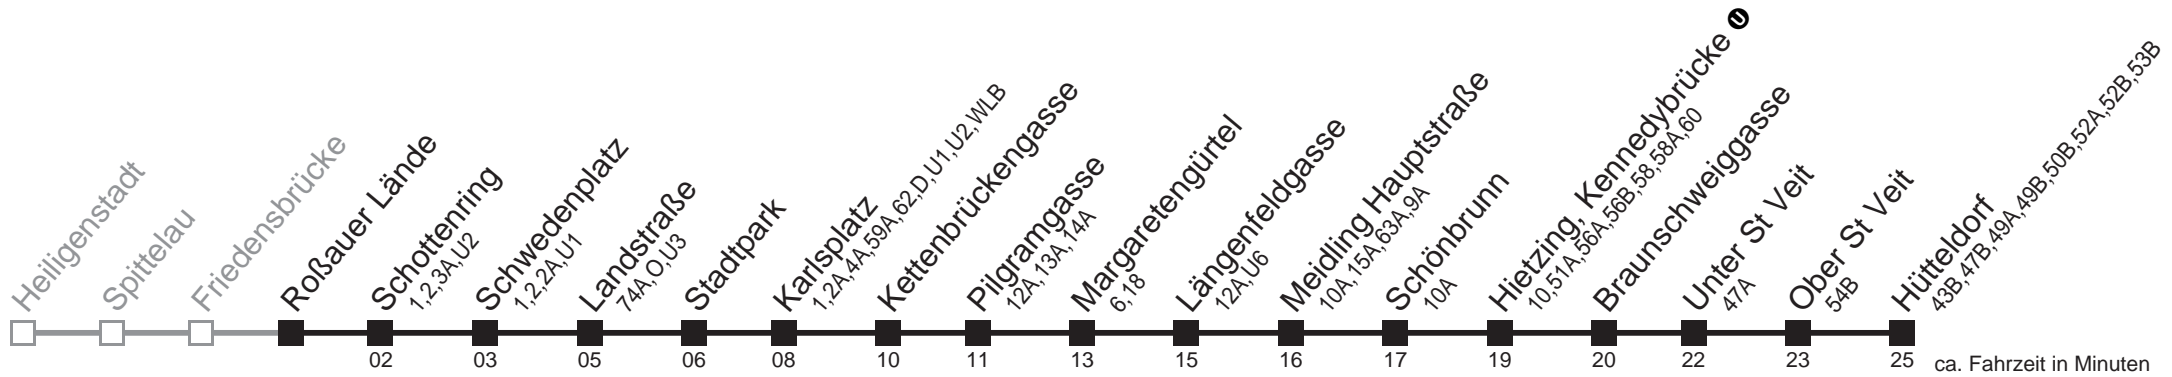 Heiligenstadt
Spittelau
Friedensbrücke
Roßauer Lände
Schottenring
1,2,3A,U2
Schwedenplatz
1,2,2A,U1
Landstraße
74A,O,U3
Stadtpark
Karlsplatz
1,2A,4A,59A,62,D,U1,U2,WLB
Kettenbrückengasse
Pilgramgasse
12A,13A,14A
Margaretengürtel
6,18
Längenfeldgasse
12A,U6
Meidling Hauptstraße
10A,15A,63A,9A
Schönbrunn
10A
Hietzing, Kennedybrücke U
10,51A,56A,56B,58,58A,60
Braunschweiggasse
Unter St Veit
47A
Ober St Veit
54B
Hütteldorf
43B,47B,49A,49B,50B,52A,52B,53B
02 03 05 06 08 10 11 13 15 16 17 19 20 22 23 25 ca. Fahrzeit in Minuten